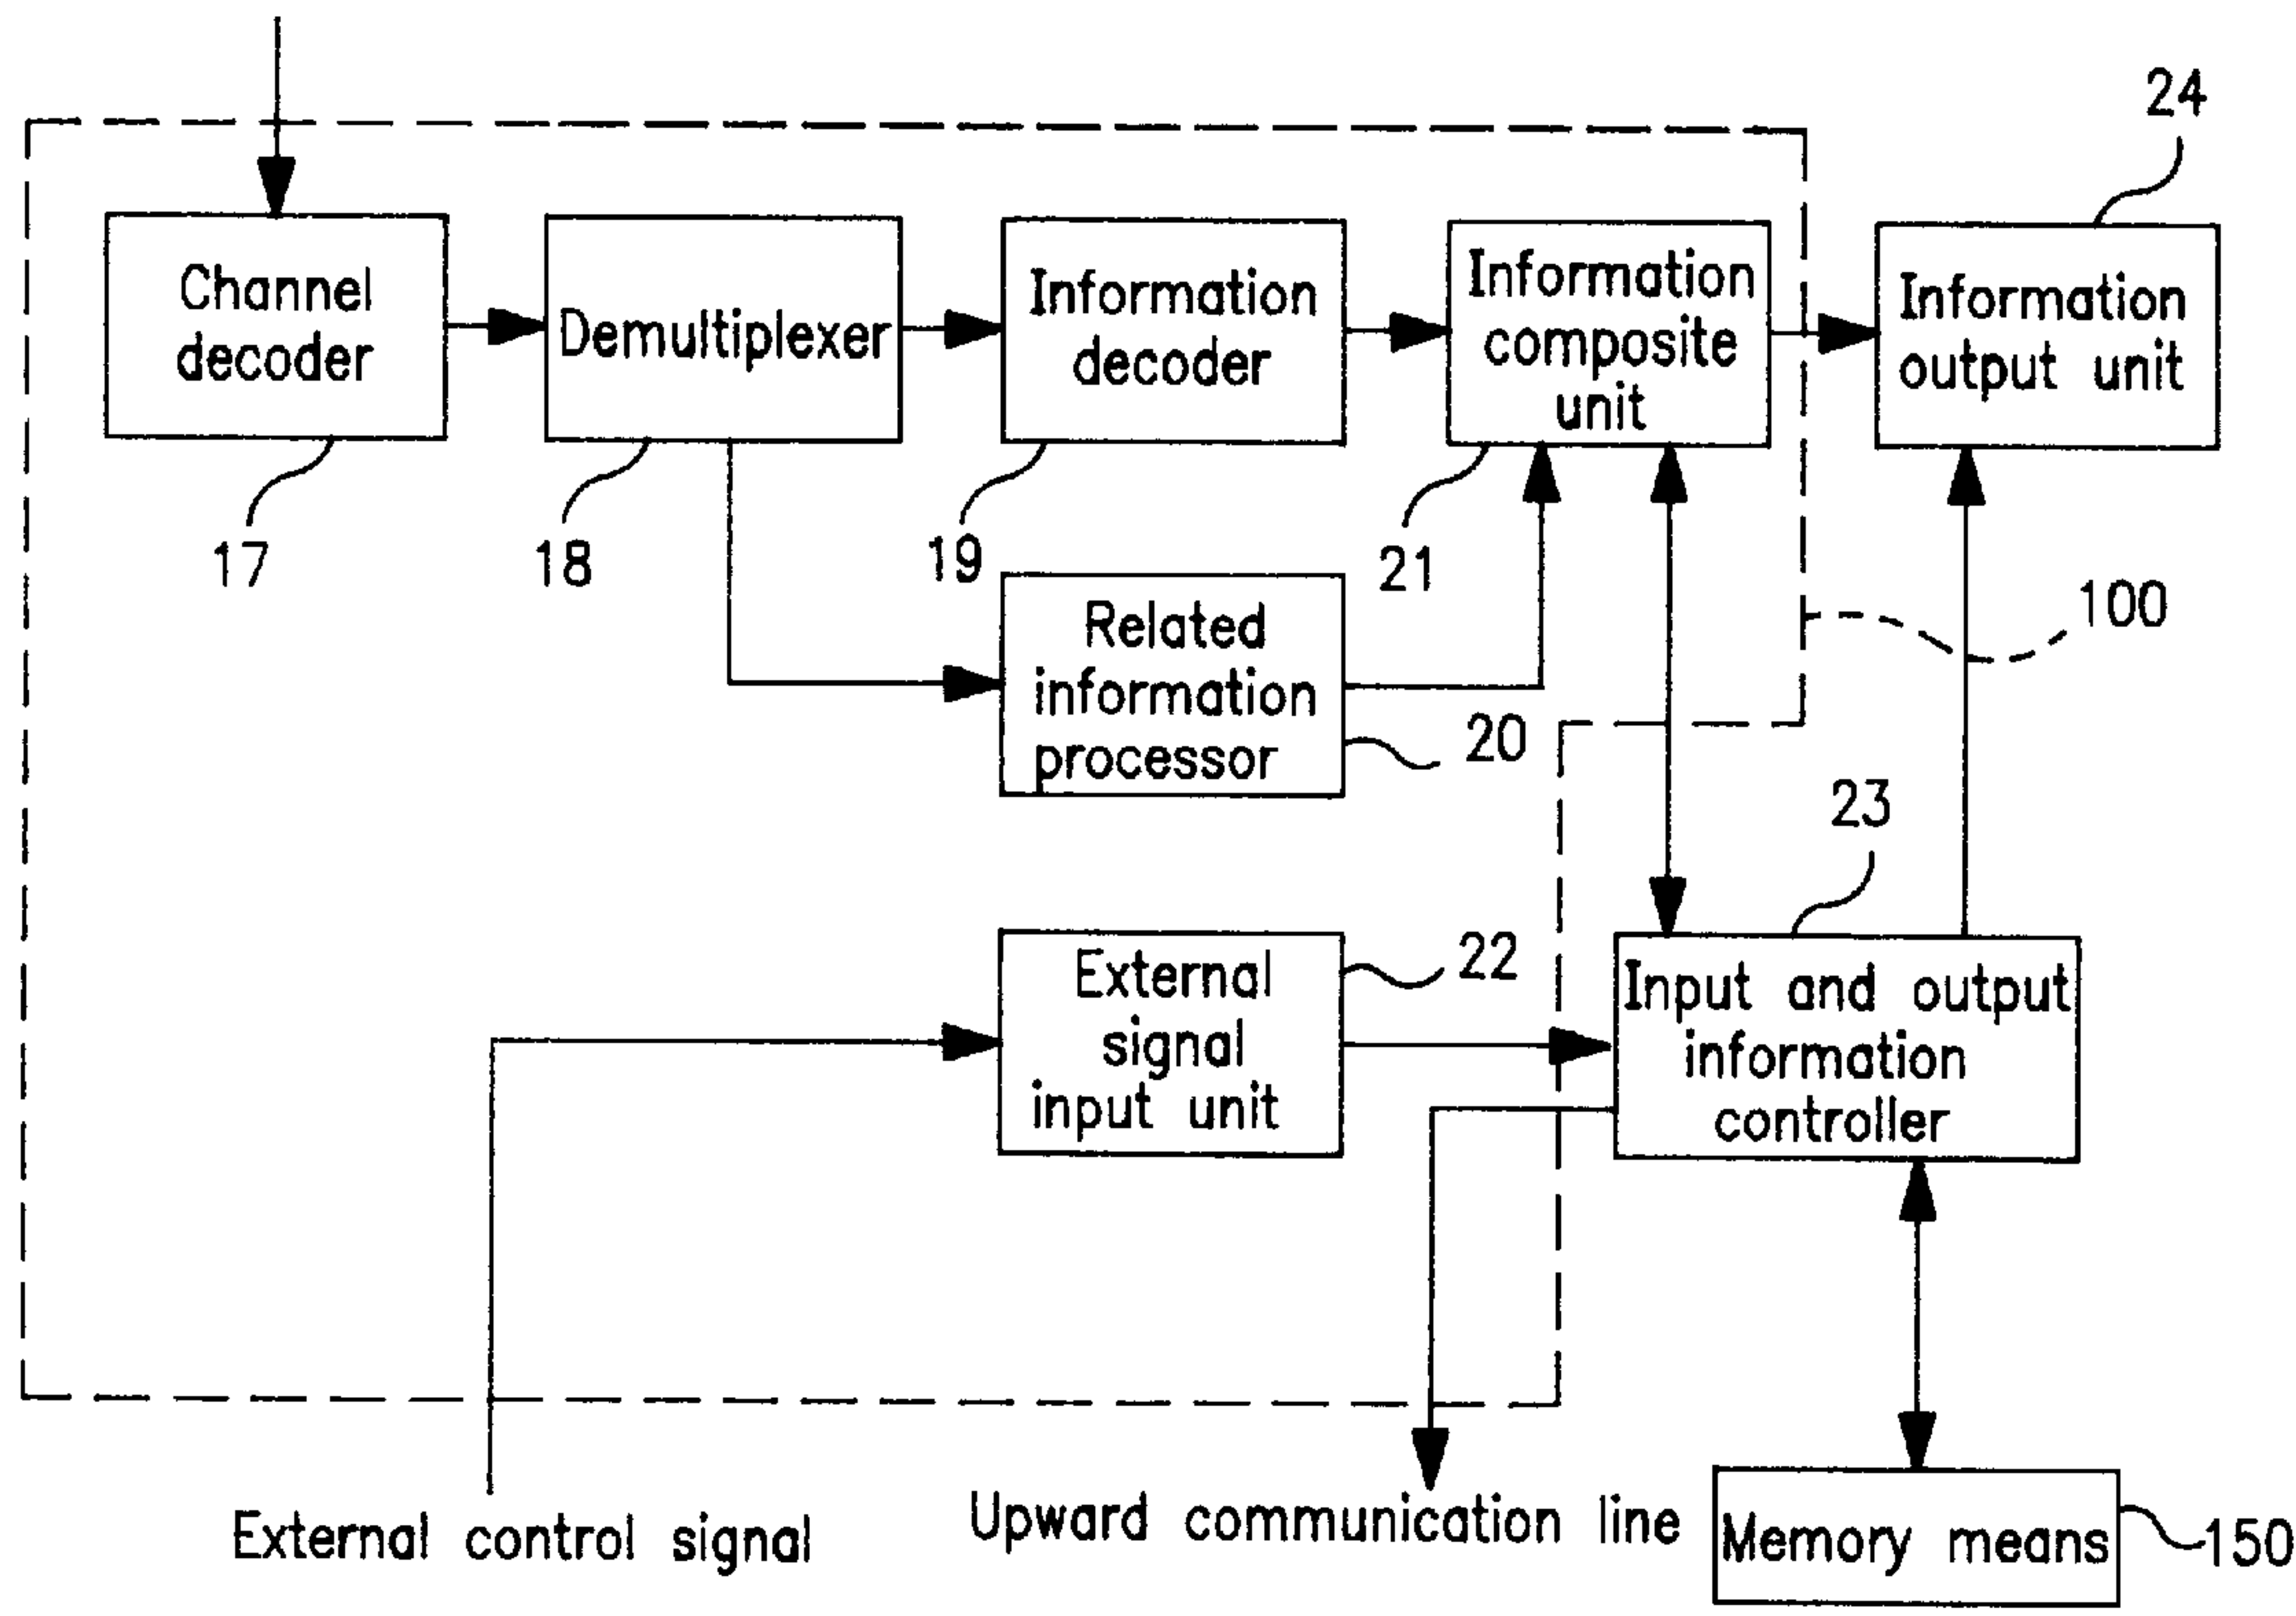 24
Channel
decoder
Demultiplexer
Information
decoder
Information
composite
unit
Information
output unit
17
18
19
21
100
Related
information
processor
20
23
External
signal
input unit
22
Input and output
information
controller
External control signal
Upward communication line
Memory means
150